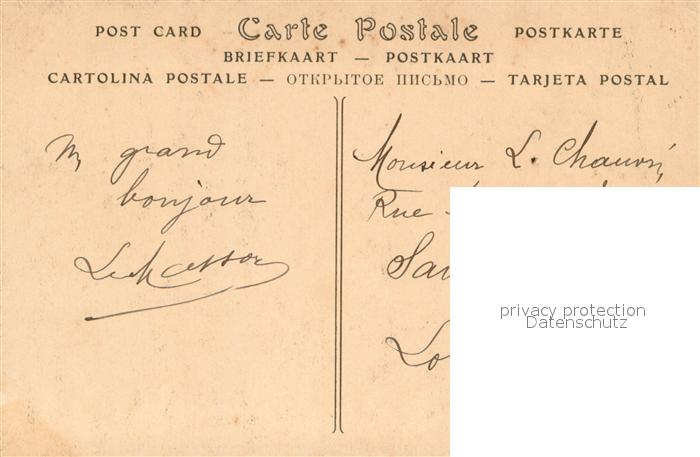 POST CARD Carte Postale POSTKARTE
BRIEFKAART — POSTKAART
CARTOLINA POSTALE — ОТКРЫТОЕ ПИСЬМО — TARJETA POSTAL
grand
bonjour
Monsieur L.
Rue
privacy protection
Datenschutz